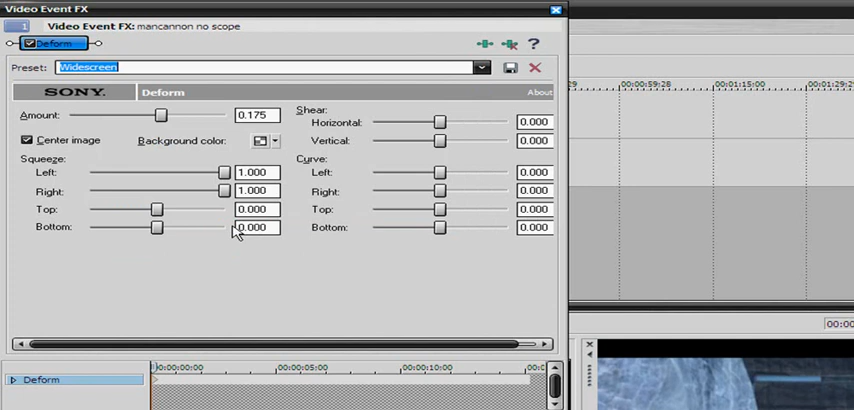 Video Event FX
1
Video Event FX: mancannon no scope
Deform
?
Preset: Widescreen
SONY. Deform About
Amount: 0.175
Center image Background color:
Squeeze:
Left: 1.000
Right: 1.000
Top: 0.000
Bottom: 0.000
Shear:
Horizontal: 0.000
Vertical: 0.000
Curve:
Left: 0.000
Right: 0.000
Top: 0.000
Bottom: 0.000
00:00:59:28 00:01:15:00
00:00:00:00 00:00:05:00 00:00:10:00
Deform